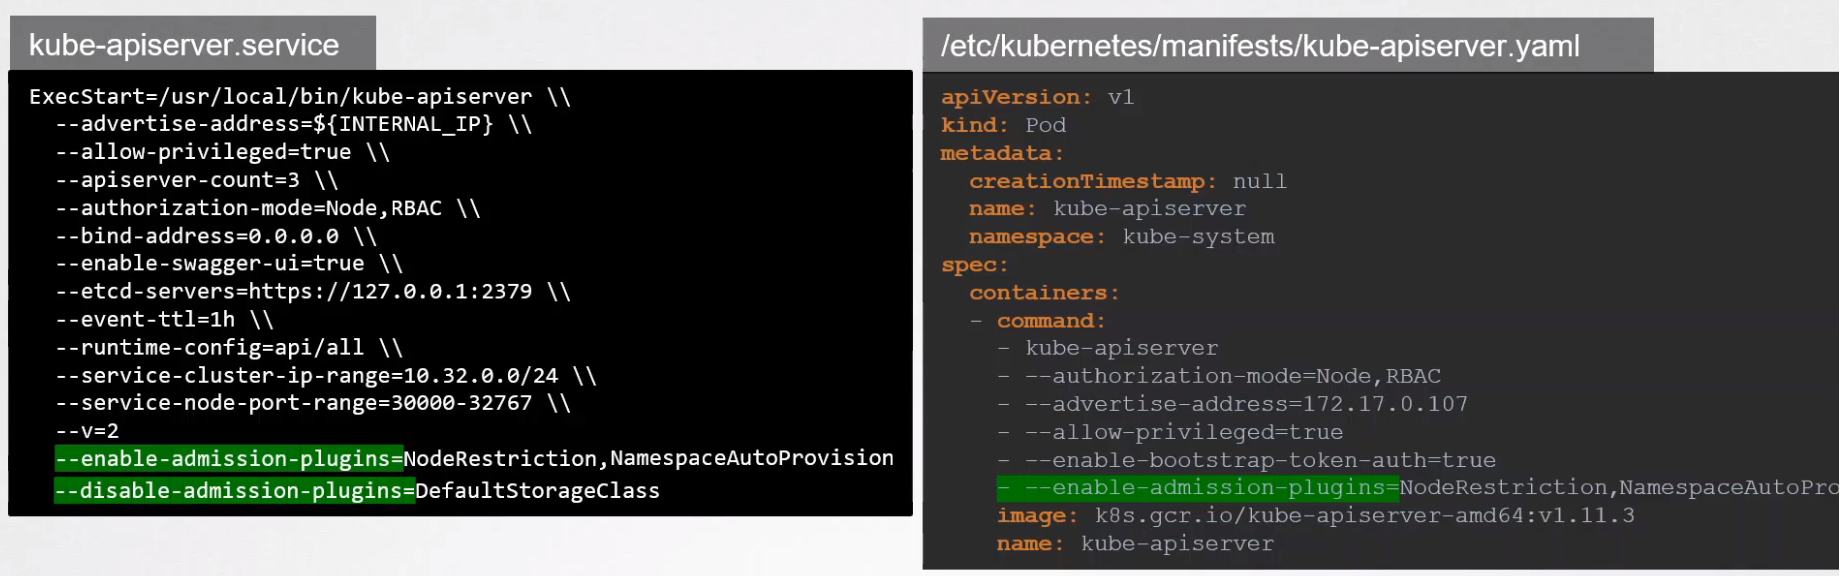 kube-apiserver.service
ExecStart=/usr/local/bin/kube-apiserver \\
--advertise-address=${INTERNAL_IP} \\
--allow-privileged=true \\
--apiserver-count=3 \\
--authorization-mode=Node,RBAC \\
--bind-address=0.0.0.0 \\
--enable-swagger-ui=true \\
--etcd-servers=https://127.0.0.1:2379 \\
--event-ttl=1h \\
--runtime-config=api/all \\
--service-cluster-ip-range=10.32.0.0/24 \\
--service-node-port-range=30000-32767 \\
--v=2
--enable-admission-plugins=NodeRestriction,NamespaceAutoProvision
--disable-admission-plugins=DefaultStorageClass
/etc/kubernetes/manifests/kube-apiserver.yaml
apiVersion: v1
kind: Pod
metadata:
creationTimestamp: null
name: kube-apiserver
namespace: kube-system
spec:
containers:
- command:
- kube-apiserver
- --authorization-mode=Node,RBAC
- --advertise-address=172.17.0.107
- --allow-privileged=true
- --enable-bootstrap-token-auth=true
- --enable-admission-plugins=NodeRestriction,NamespaceAutoPro
image: k8s.gcr.io/kube-apiserver-amd64:v1.11.3
name: kube-apiserver